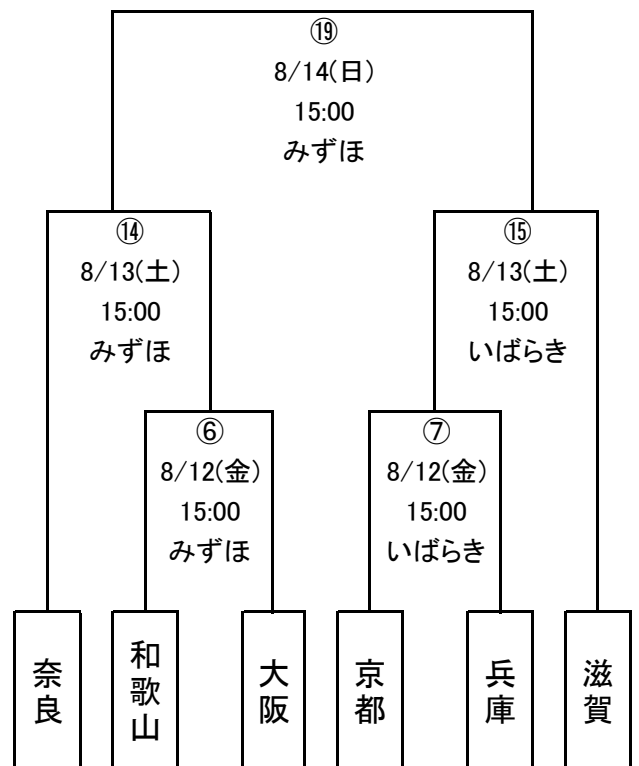 ⑲
8/14(日)
15:00
みずほ
⑭
8/13(土)
15:00
みずほ
⑮
8/13(土)
15:00
いばらき
⑥
8/12(金)
15:00
みずほ
⑦
8/12(金)
15:00
いばらき
奈良
和歌山
大阪
京都
兵庫
滋賀